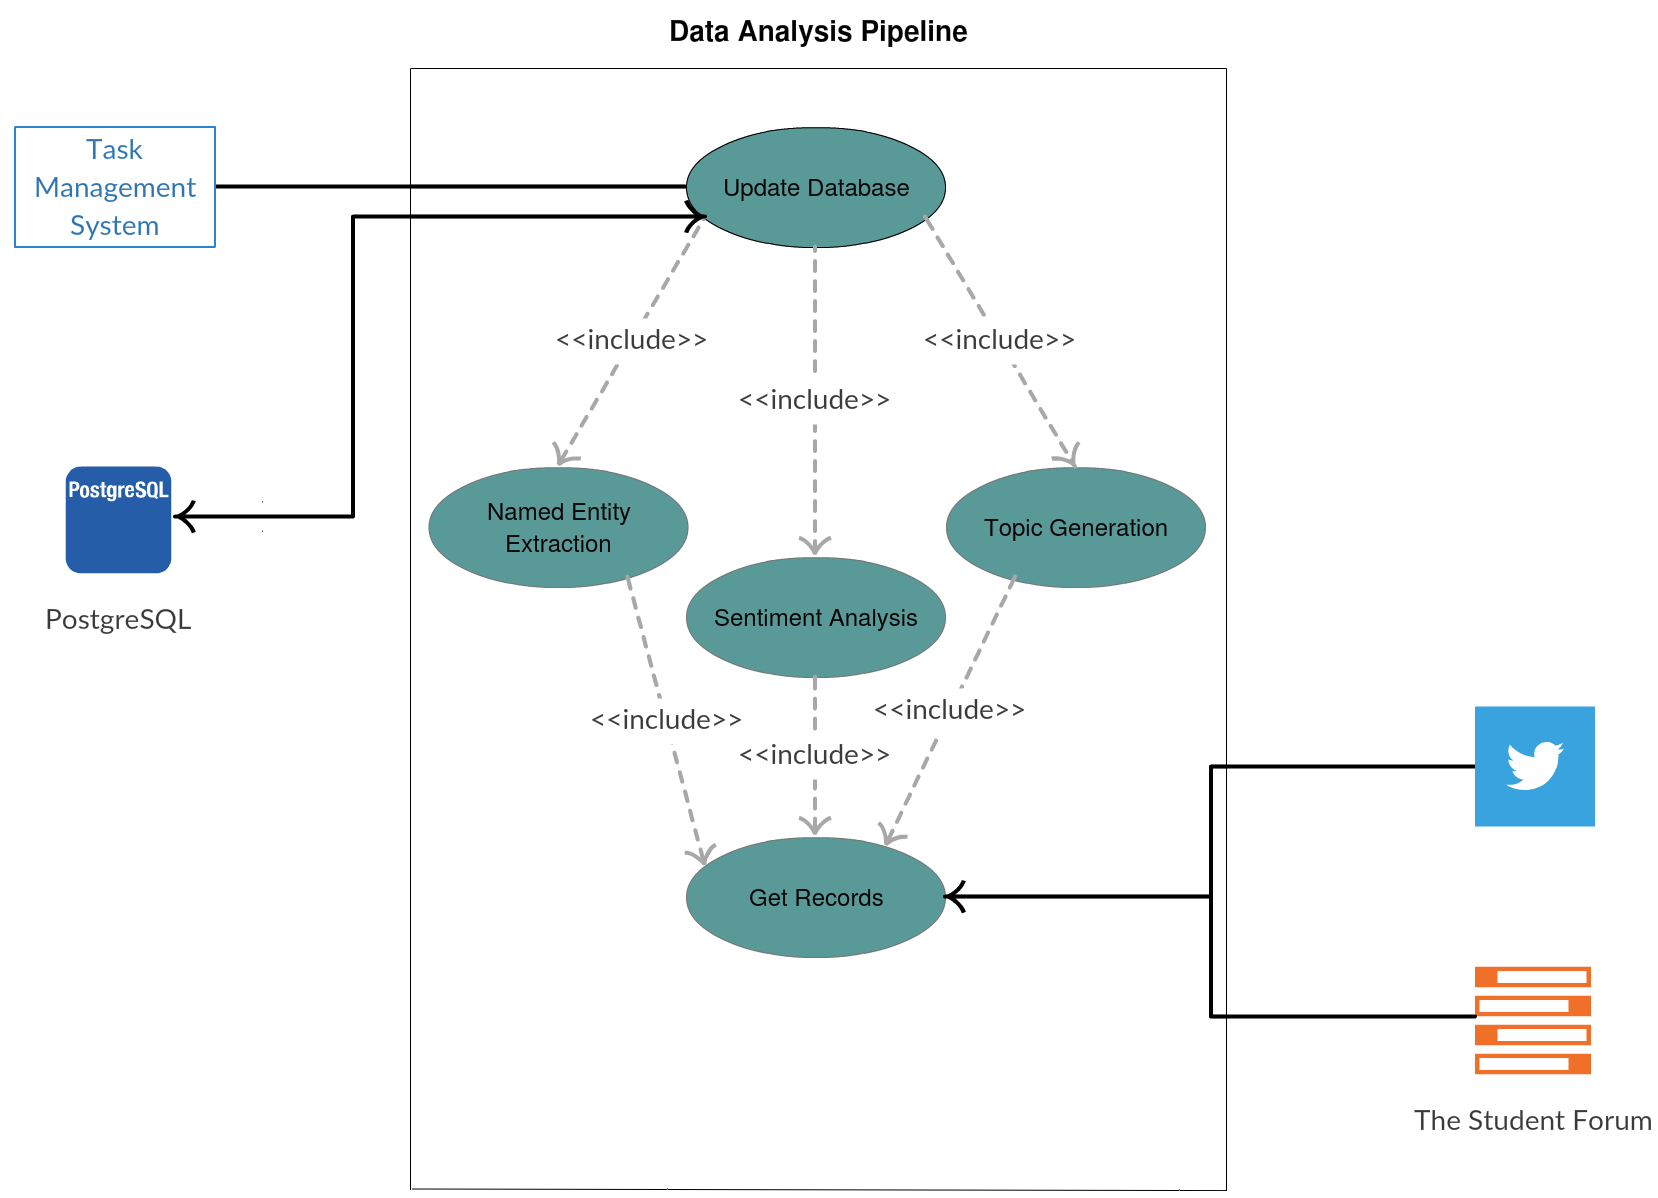 Data Analysis Pipeline
Task
Management
System
Update Database
<<include>>
<<include>>
<<include>>
PostgreSQL
PostgreSQL
Named Entity
Extraction
Topic Generation
Sentiment Analysis
<<include>>
<<include>>
<<include>>
Get Records
The Student Forum